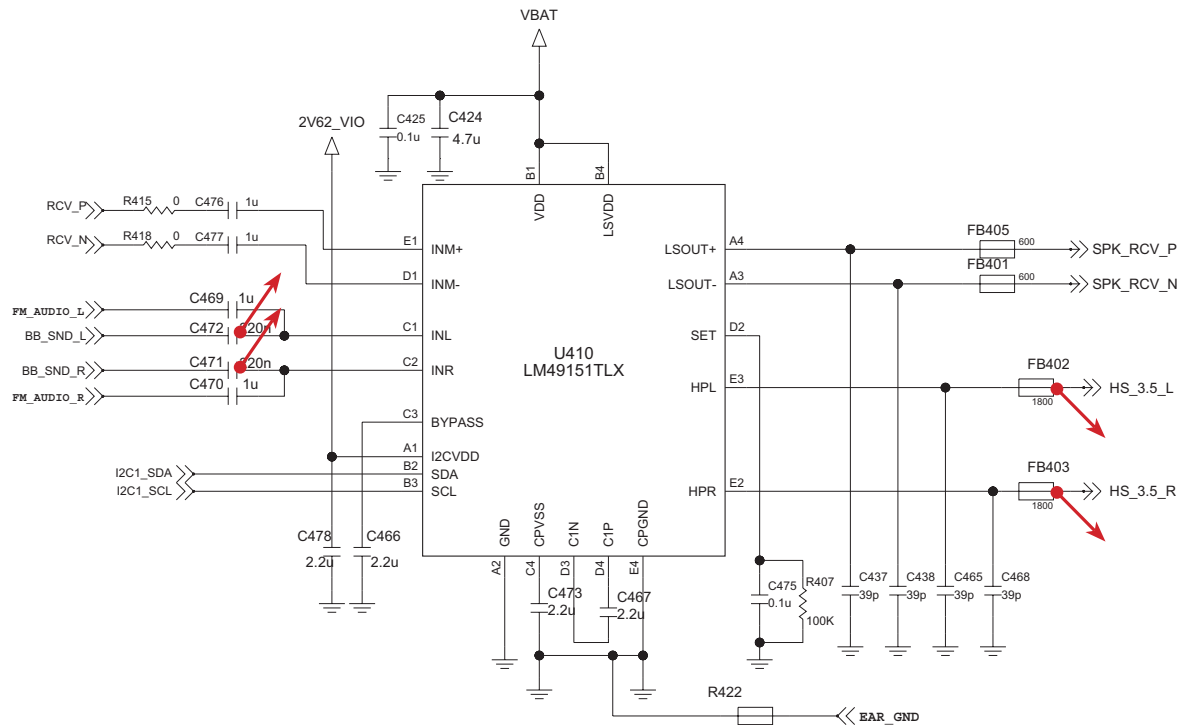 VBAT
C425
0.1u
C424
4.7u
2V62_VIO
B1
B4
VDD
LSVDD
RCV_P
R415
0
C476
1u
RCV_N
R418
0
C477
1u
E1
INM+
D1
INM-
C469
1u
FM_AUDIO_L
BB_SND_L
C472
C1
INL
BB_SND_R
C471
C2
INR
C470
1u
FM_AUDIO_R
C3
BYPASS
A1
I2CVDD
I2C1_SDA
B2
SDA
I2C1_SCL
B3
SCL
U410
LM49151TLX
LSOUT+
A4
FB405
600
SPK_RCV_P
LSOUT-
A3
FB401
600
SPK_RCV_N
SET
D2
HPL
E3
FB402
1800
HS_3.5_L
HPR
E2
FB403
1800
HS_3.5_R
GND
CPVSS
C1N
C1P
CPGND
A2
C4
D3
D4
E4
C478
2.2u
C466
2.2u
C473
2.2u
C467
2.2u
C475
0.1u
R407
100K
C437
39p
C438
39p
C465
39p
C468
39p
R422
EAR_GND